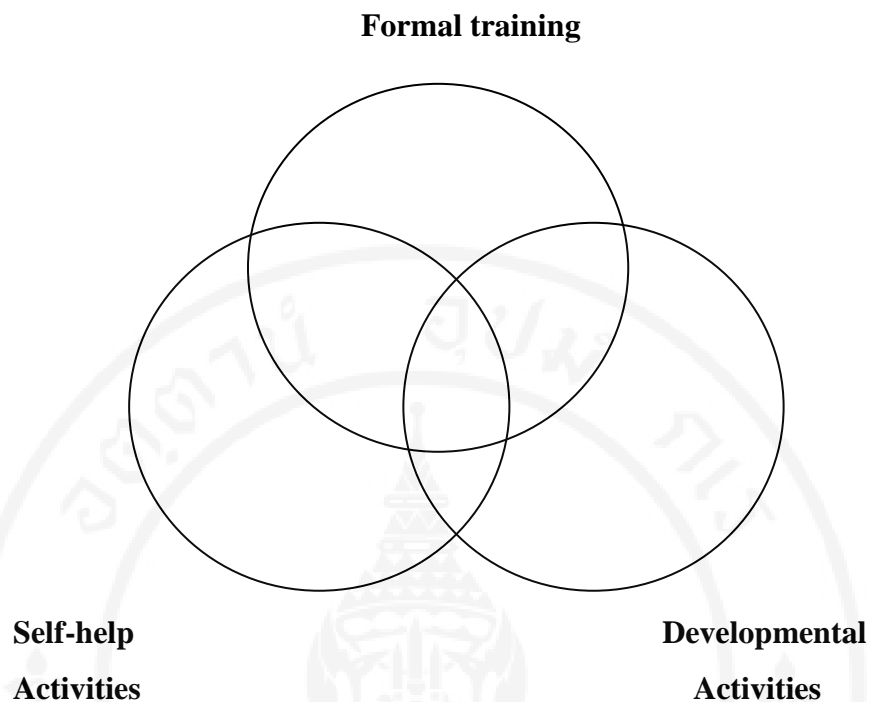 Formal training
Self-help
Activities
Developmental
Activities